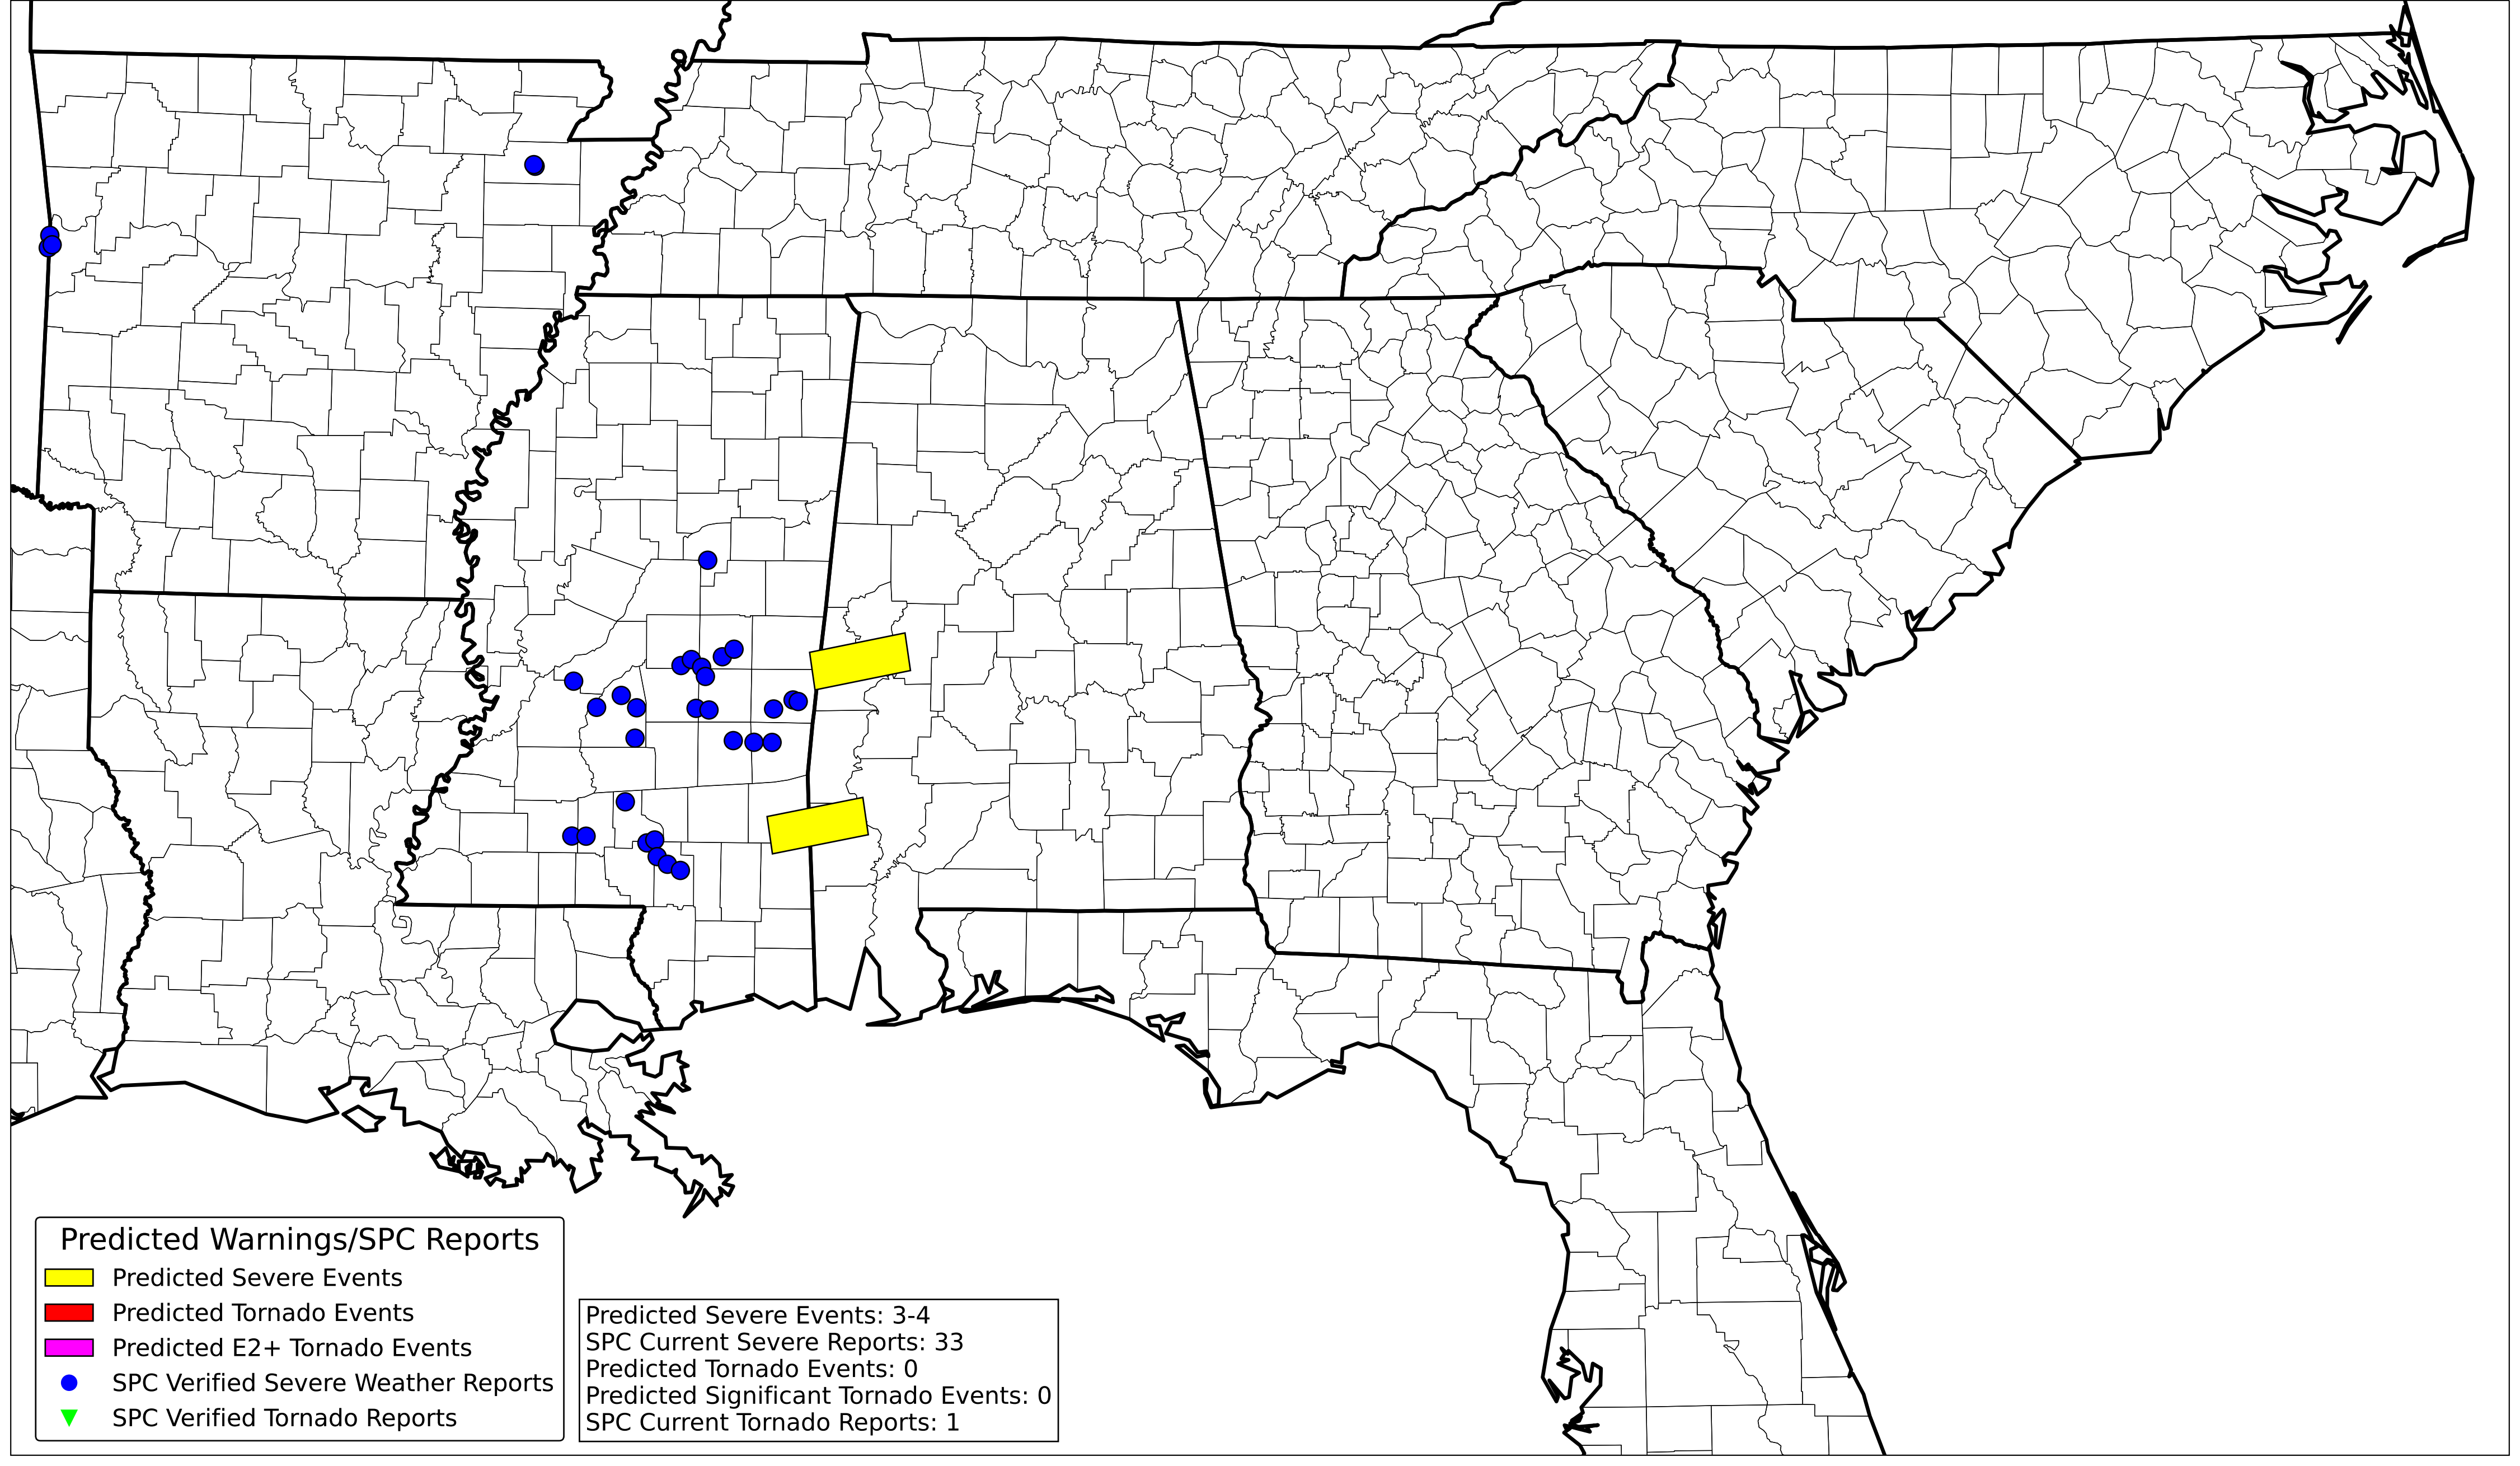 Predicted Warnings/SPC Reports
Predicted Severe Events
Predicted Tornado Events
Predicted E2+ Tornado Events
SPC Verified Severe Weather Reports
SPC Verified Tornado Reports
Predicted Severe Events: 3-4
SPC Current Severe Reports: 33
Predicted Tornado Events: 0
Predicted Significant Tornado Events: 0
SPC Current Tornado Reports: 1